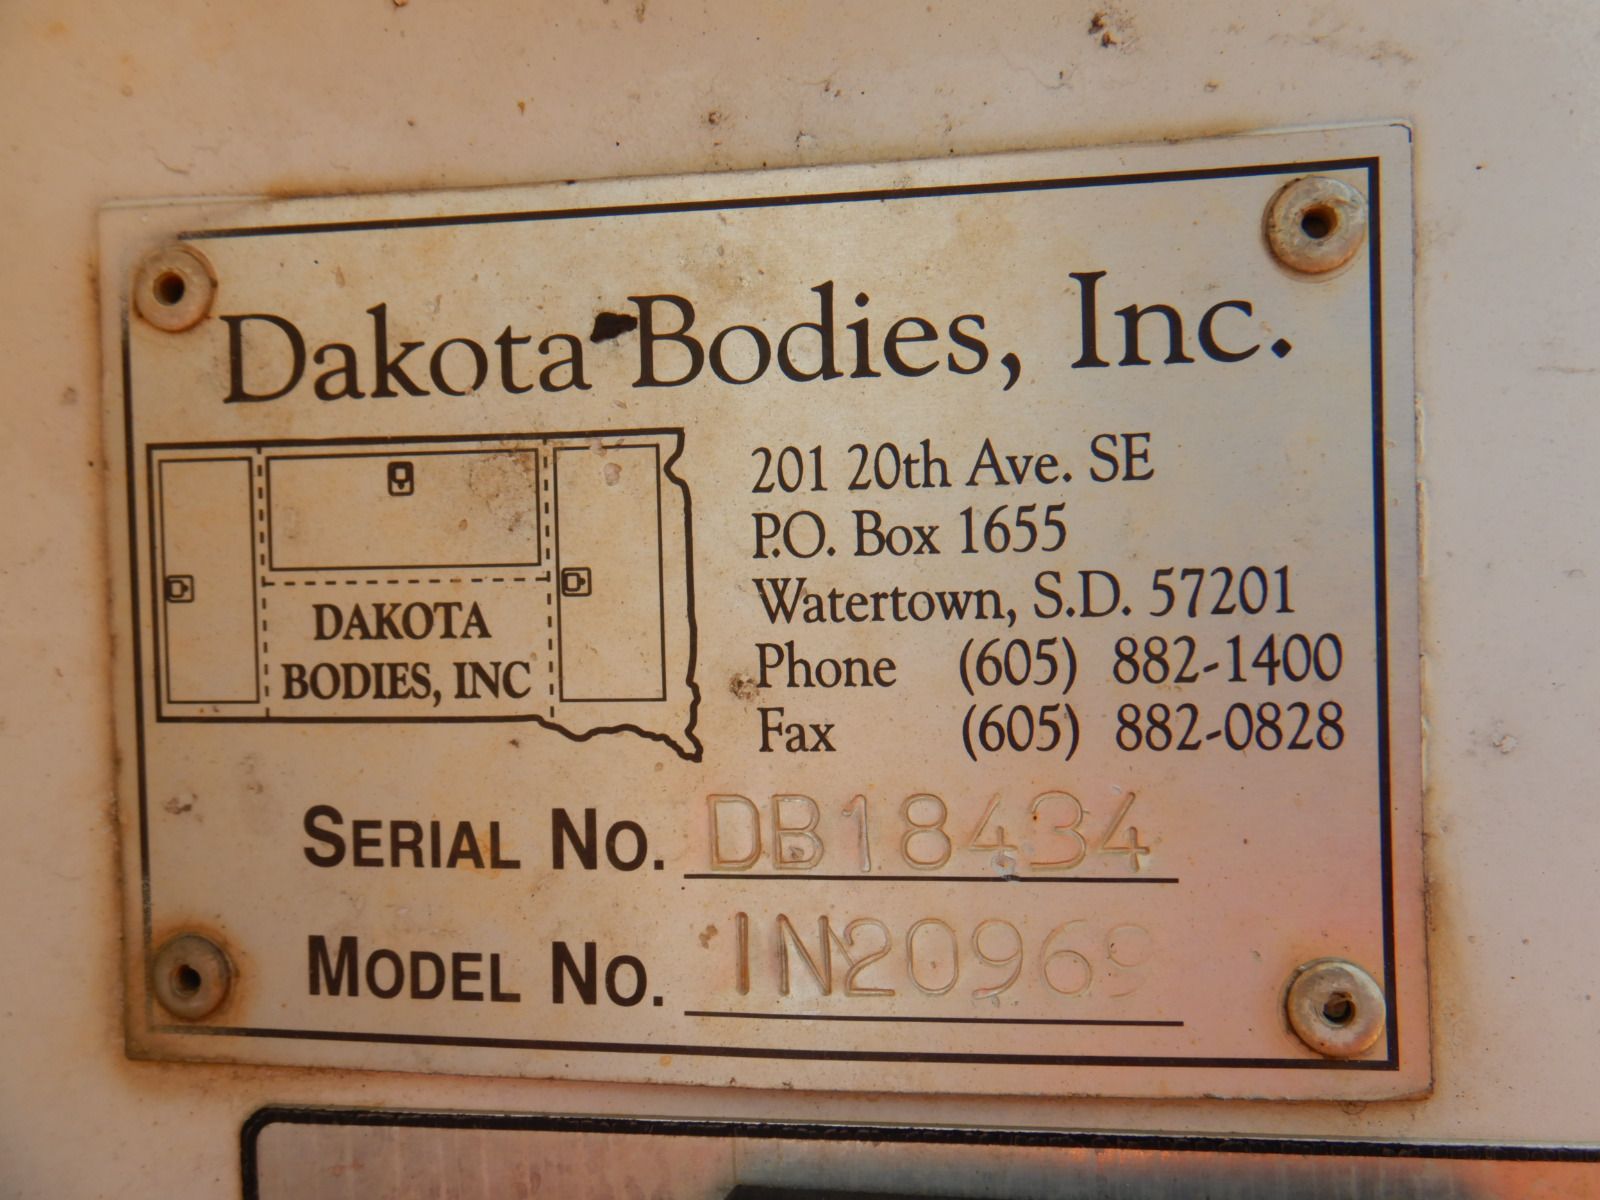 Dakota Bodies, Inc.
DAKOTA
BODIES, INC
201 20th Ave. SE
P.O. Box 1655
Watertown, S.D. 57201
Phone (605) 882-1400
Fax (605) 882-0828
SERIAL NO. DB18434
MODEL NO. IN20969